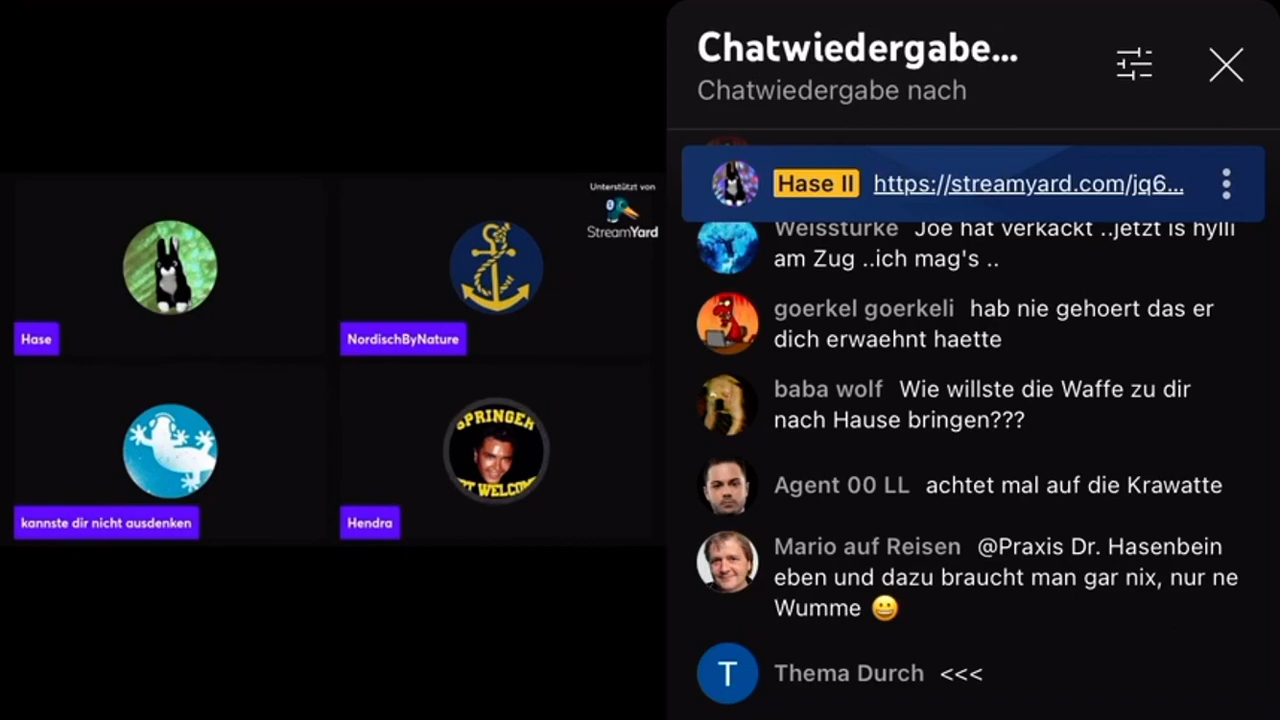 Chatwiedergabe...
Chatwiedergabe nach
Hase II https://streamyard.com/jq6...
Weissturke Joe hat verkackt ..jetzt is hylli
am Zug ..ich mag's ..
goerkel goerkeli hab nie gehoert das er
dich erwaehnt haette
baba wolf Wie willste die Waffe zu dir
nach Hause bringen???
Agent 00 LL achtet mal auf die Krawatte
Mario auf Reisen @Praxis Dr. Hasenbein
eben und dazu braucht man gar nix, nur ne
Wumme 😀
T Thema Durch <<<
Unterstützt von
StreamYard
Hase
NordischByNature
SPRINGER
WELCOM
kannste dir nicht ausdenken
Hendra